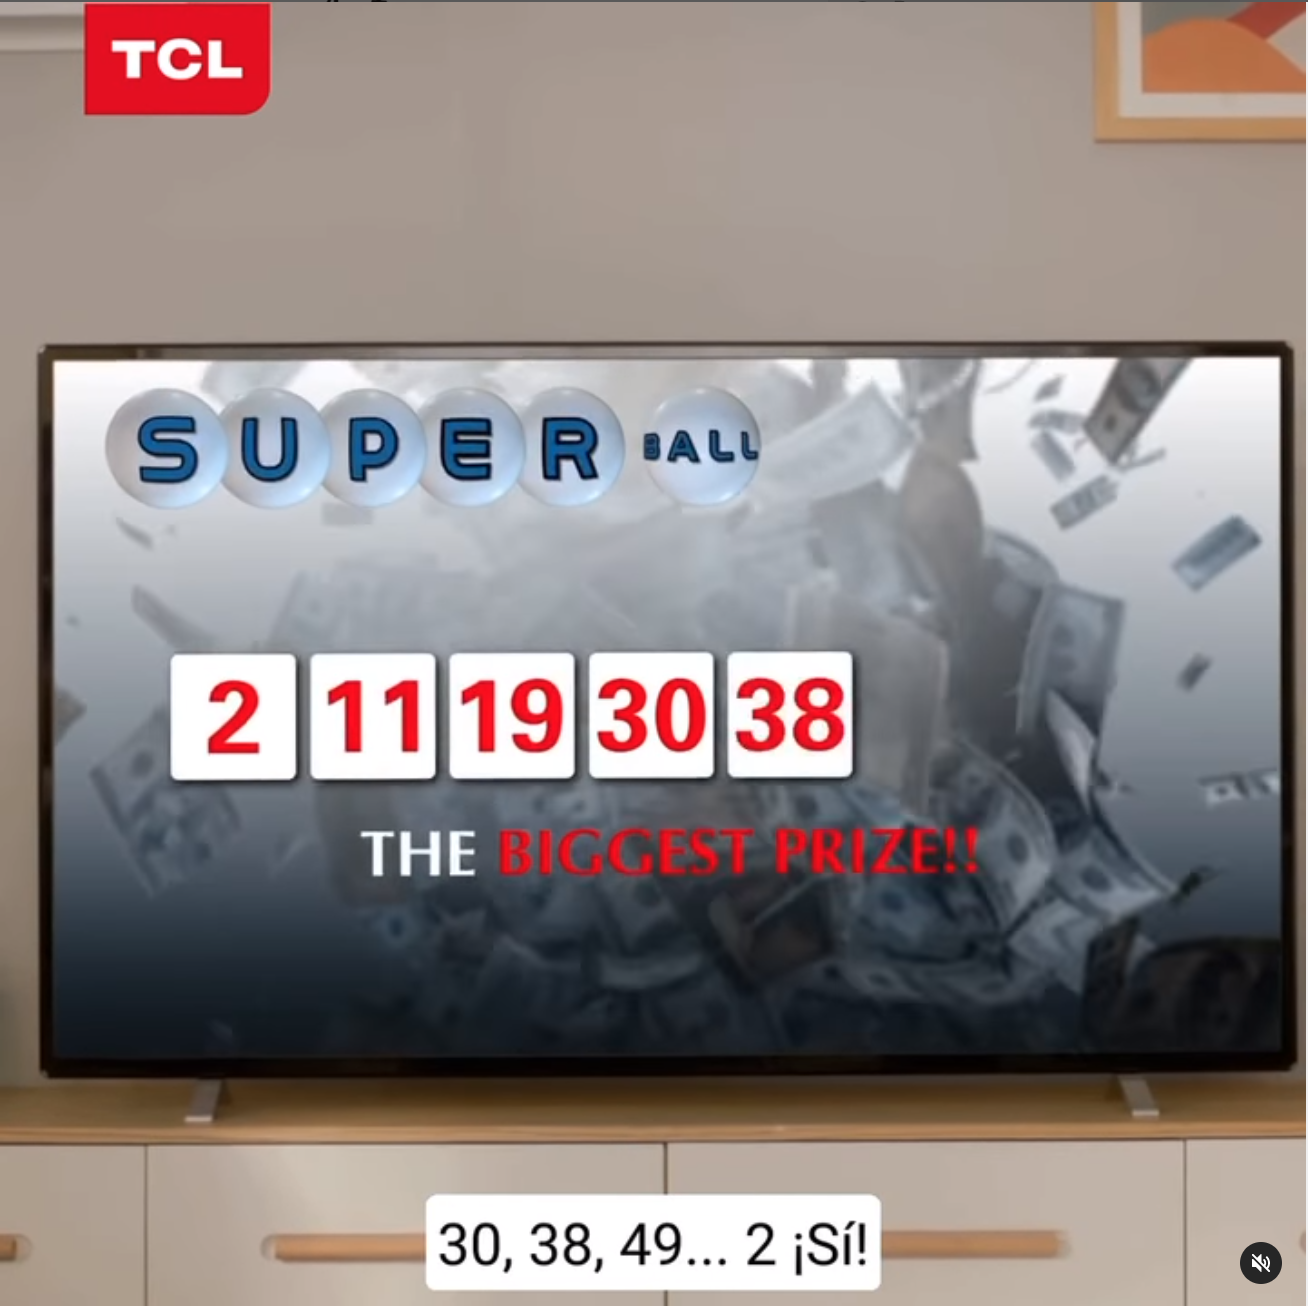 TCL
SUPER BALL
2 11 19 30 38
THE BIGGEST PRIZE!!
30, 38, 49... 2 ¡Sí!